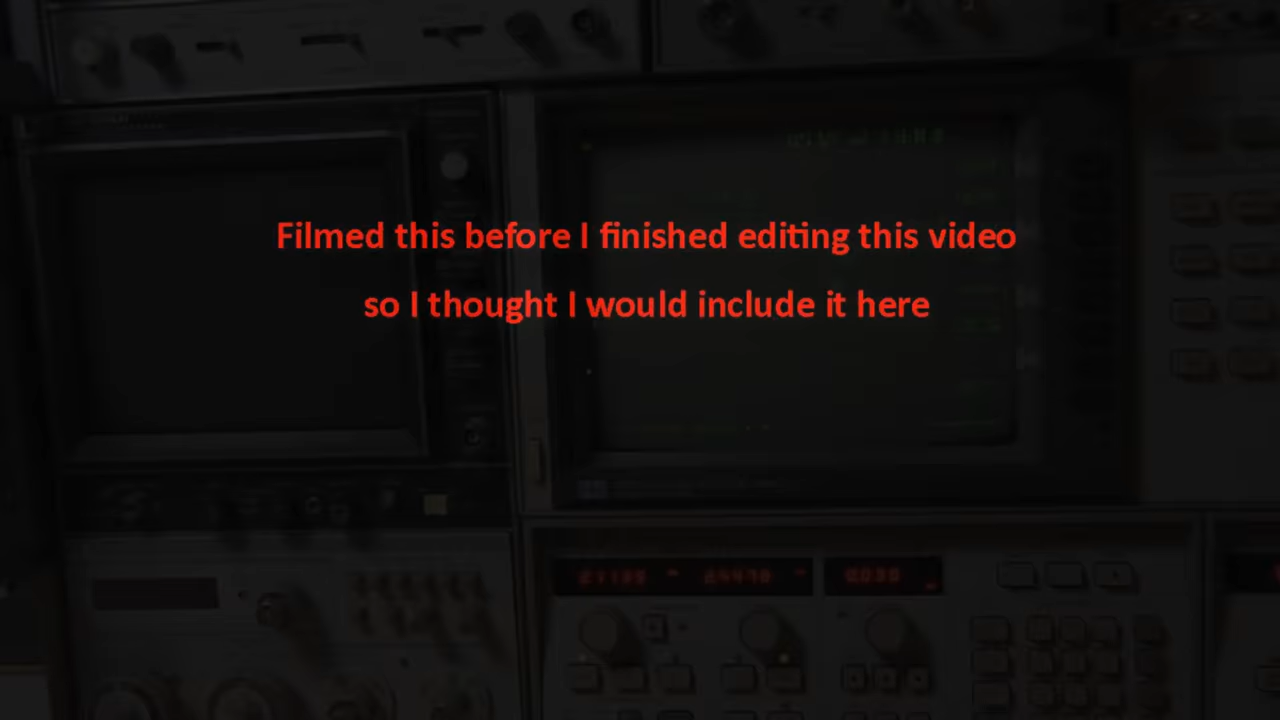 Filmed this before I finished editing this video
so I thought I would include it here